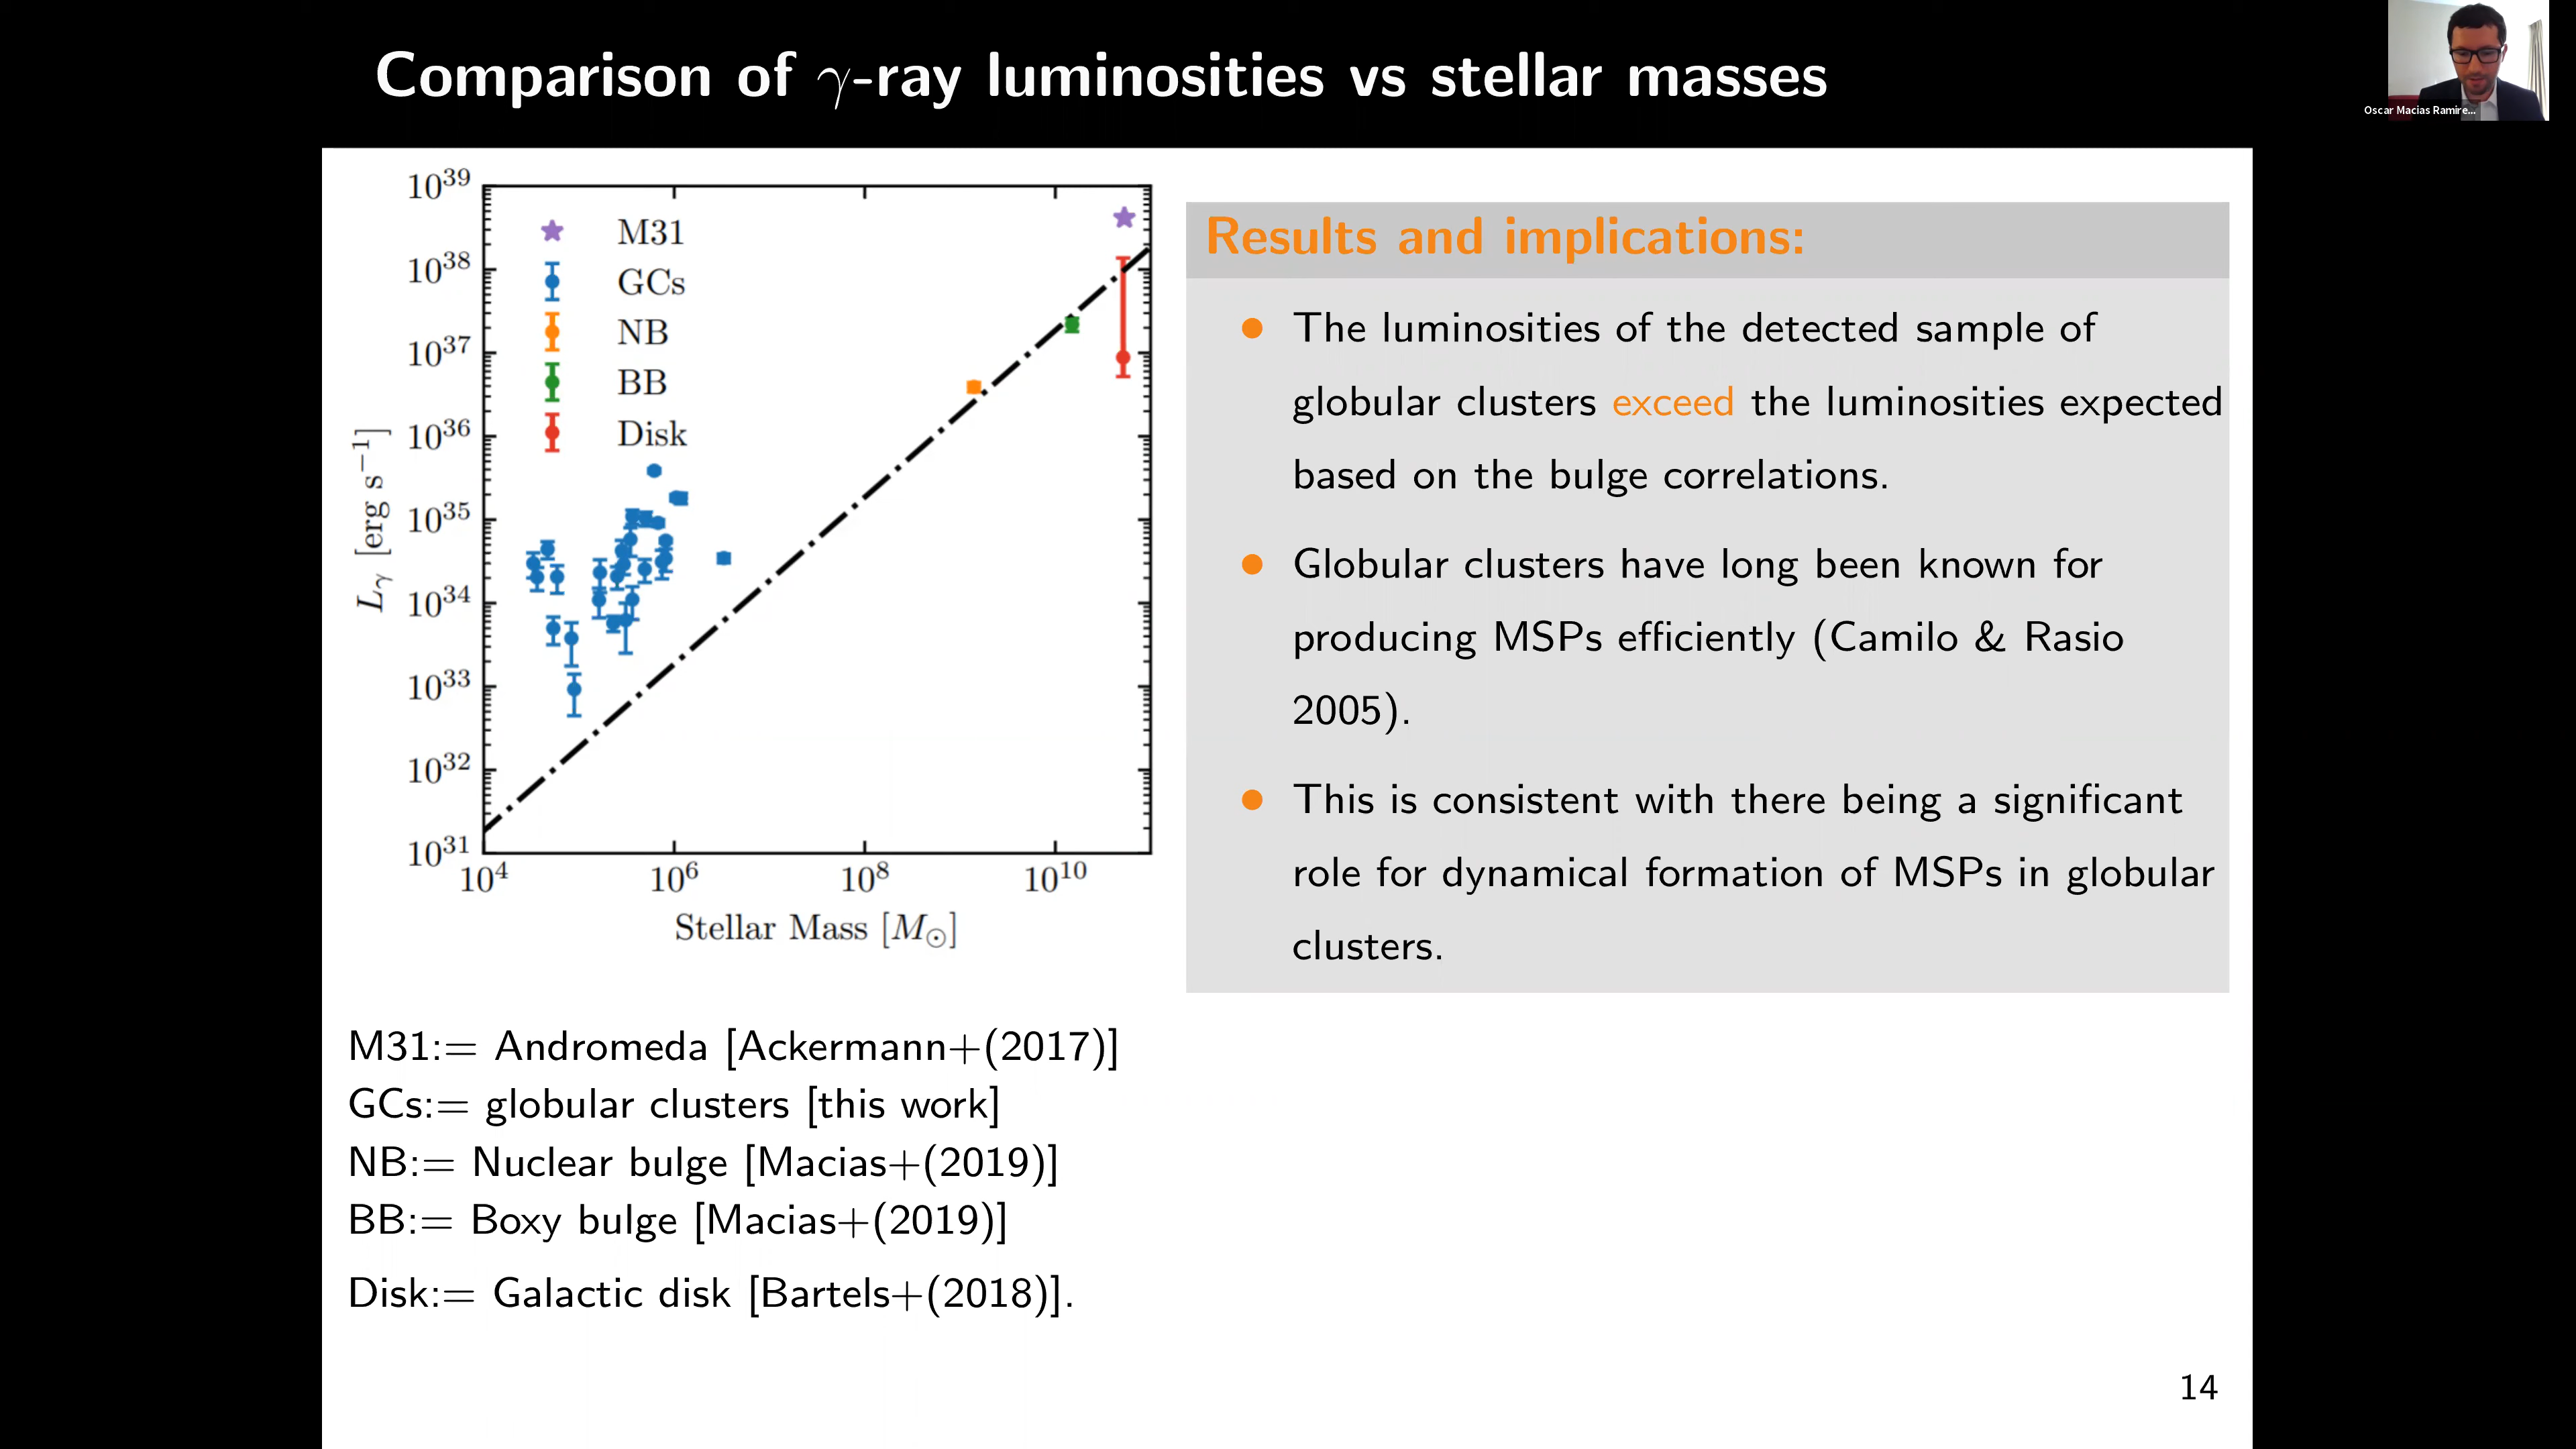 Comparison of γ-ray luminosities vs stellar masses
Oscar Macias Ramire...
10^39
10^38
10^37
10^36
10^35
10^34
10^33
10^32
10^31
L_γ [erg s^−1]
M31
GCs
NB
BB
Disk
10^4
10^6
10^8
10^10
Stellar Mass [M_⊙]
Results and implications:
• The luminosities of the detected sample of
globular clusters exceed the luminosities expected
based on the bulge correlations.
• Globular clusters have long been known for
producing MSPs efficiently (Camilo & Rasio
2005).
• This is consistent with there being a significant
role for dynamical formation of MSPs in globular
clusters.
M31:= Andromeda [Ackermann+(2017)]
GCs:= globular clusters [this work]
NB:= Nuclear bulge [Macias+(2019)]
BB:= Boxy bulge [Macias+(2019)]
Disk:= Galactic disk [Bartels+(2018)].
14